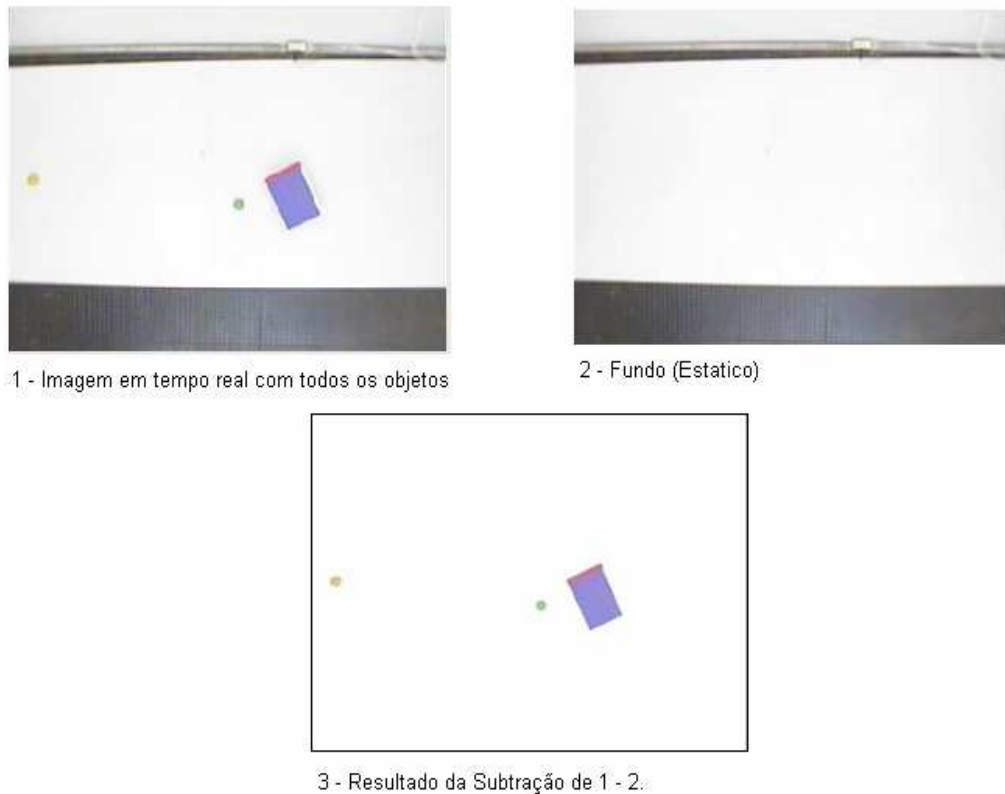 1 - Imagem em tempo real com todos os objetos
2 - Fundo (Estatico)
3 - Resultado da Subtração de 1 - 2.